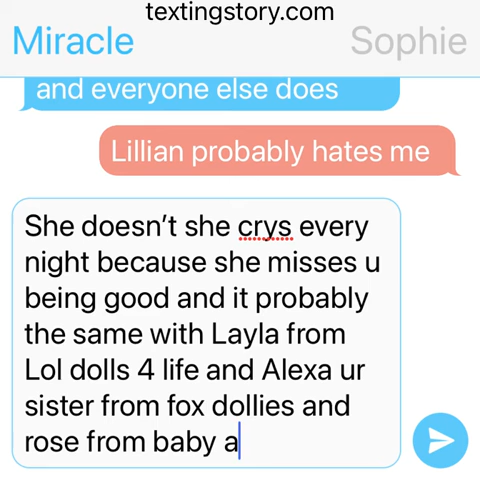 textingstory.com
Miracle
Sophie
and everyone else does
Lillian probably hates me
She doesn't she crys every
night because she misses u
being good and it probably
the same with Layla from
Lol dolls 4 life and Alexa ur
sister from fox dollies and
rose from baby a